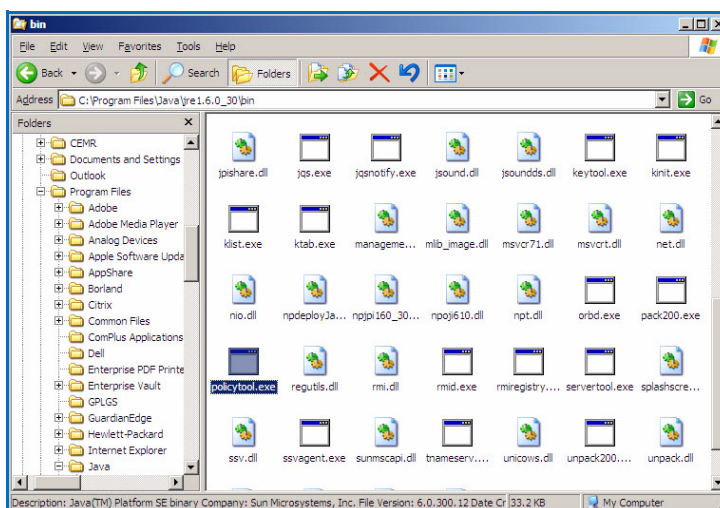 bin
File Edit View Favorites Tools Help
Back Search Folders
Address C:\Program Files\Java\jre1.6.0_30\bin Go
Folders
CEMR
Documents and Settings
Outlook
Program Files
Adobe
Adobe Media Player
Analog Devices
Apple Software Upda
AppShare
Borland
Citrix
Common Files
ComPlus Applications
Dell
Enterprise PDF Printe
Enterprise Vault
GPLGS
GuardianEdge
Hewlett-Packard
Internet Explorer
Java
jpishare.dll jqs.exe jqsnotify.exe jsound.dll jsoundds.dll keytool.exe kinit.exe
klist.exe ktab.exe manageme... mlib_image.dll msvcr71.dll msvcrt.dll net.dll
nio.dll npdeployJa... npjpi160_30... npoji610.dll npt.dll orbd.exe pack200.exe
policytool.exe regutils.dll rmi.dll rmid.exe rmiregistry.... servertool.exe splashscre...
ssv.dll ssvagent.exe sunmscapi.dll tnameserv.... unicows.dll unpack200.... unpack.dll
Description: Java(TM) Platform SE binary Company: Sun Microsystems, Inc. File Version: 6.0.300.12 Date Cr 33.2 KB My Computer